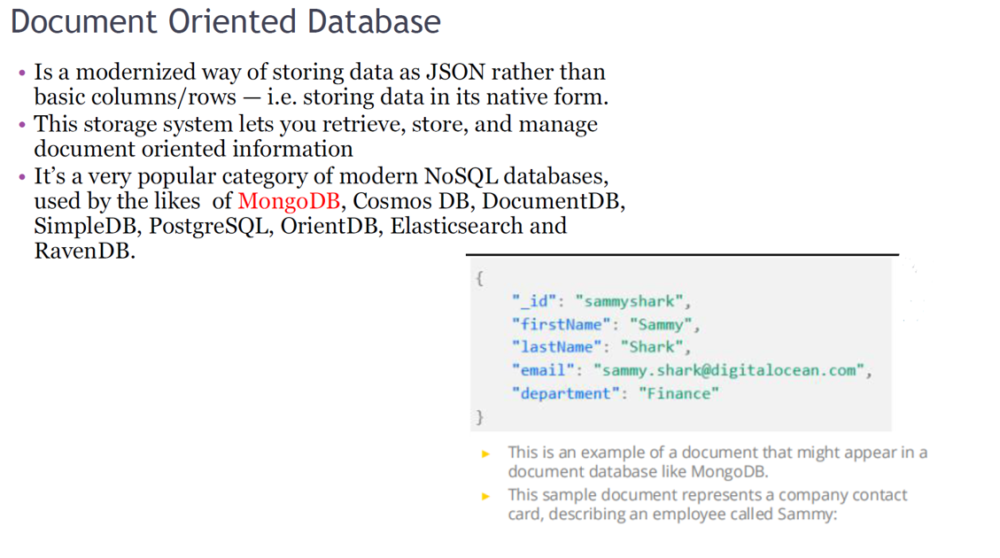 Document Oriented Database
• Is a modernized way of storing data as JSON rather than
basic columns/rows — i.e. storing data in its native form.
• This storage system lets you retrieve, store, and manage
document oriented information
• It’s a very popular category of modern NoSQL databases,
used by the likes of MongoDB, Cosmos DB, DocumentDB,
SimpleDB, PostgreSQL, OrientDB, Elasticsearch and
RavenDB.
{
"_id": "sammyshark",
"firstName": "Sammy",
"lastName": "Shark",
"email": "sammy.shark@digitalocean.com",
"department": "Finance"
}
► This is an example of a document that might appear in a
document database like MongoDB.
► This sample document represents a company contact
card, describing an employee called Sammy: